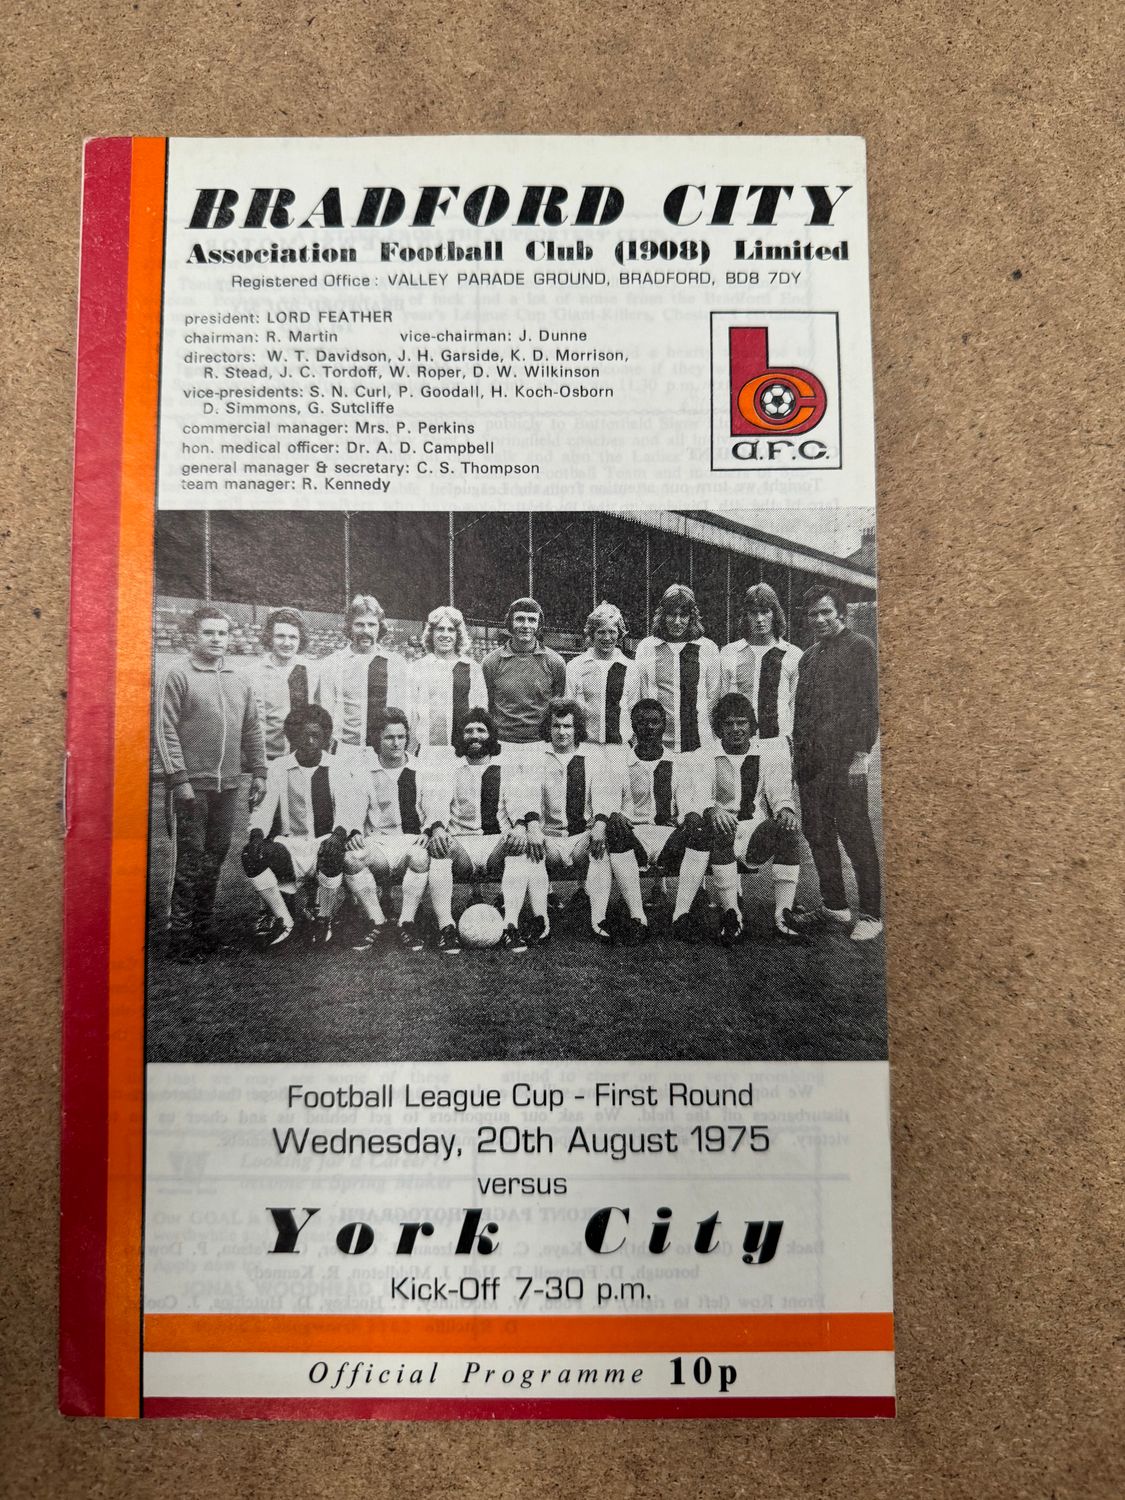 BRADFORD CITY
Association Football Club (1908) Limited
Registered Office: VALLEY PARADE GROUND, BRADFORD, BD8 7DY
president: LORD FEATHER
chairman: R. Martin vice-chairman: J. Dunne
directors: W. T. Davidson, J. H. Garside, K. D. Morrison,
R. Stead, J. C. Tordoff, W. Roper, D. W. Wilkinson
vice-presidents: S. N. Curl, P. Goodall, H. Koch-Osborn
D. Simmons, G. Sutcliffe
commercial manager: Mrs. P. Perkins
hon. medical officer: Dr. A. D. Campbell
general manager & secretary: C. S. Thompson
team manager: R. Kennedy
bc
a.f.c.
Football League Cup - First Round
Wednesday, 20th August 1975
versus
York City
Kick-Off 7-30 p.m.
Official Programme 10p